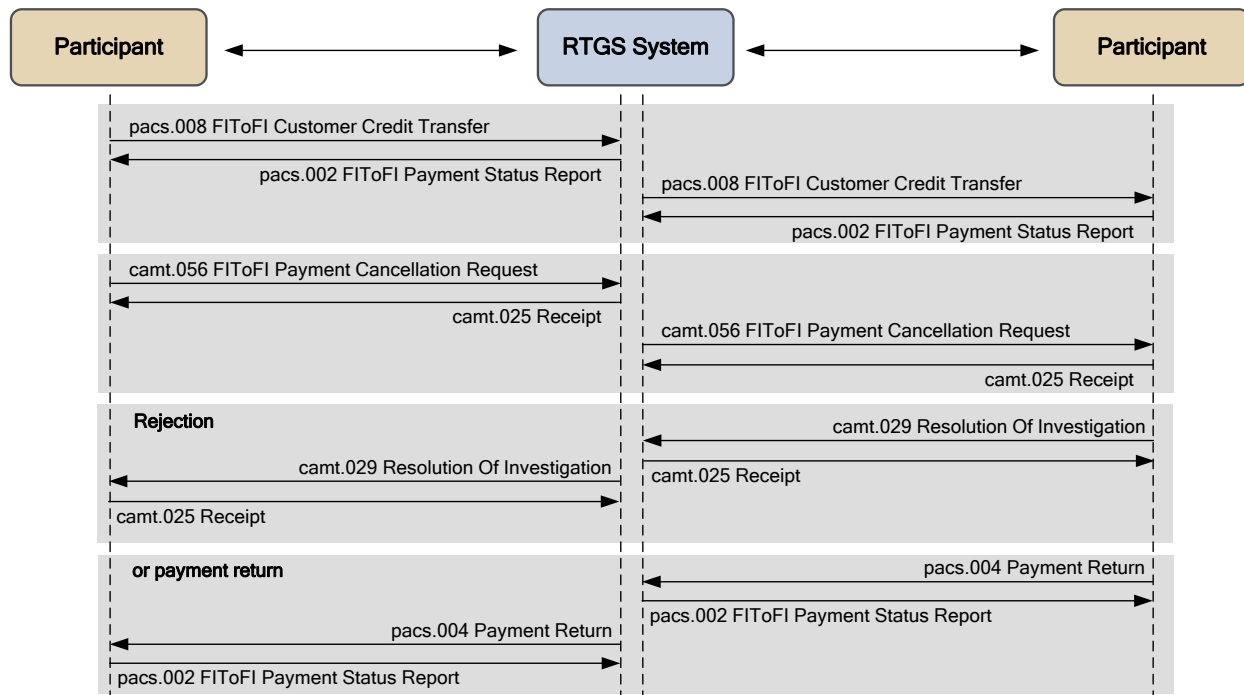 Participant
RTGS System
Participant
pacs.008 FIToFI Customer Credit Transfer
pacs.002 FIToFI Payment Status Report
pacs.008 FIToFI Customer Credit Transfer
pacs.002 FIToFI Payment Status Report
camt.056 FIToFI Payment Cancellation Request
camt.025 Receipt
camt.056 FIToFI Payment Cancellation Request
camt.025 Receipt
Rejection
camt.029 Resolution Of Investigation
camt.025 Receipt
camt.029 Resolution Of Investigation
camt.025 Receipt
or payment return
pacs.004 Payment Return
pacs.002 FIToFI Payment Status Report
pacs.004 Payment Return
pacs.002 FIToFI Payment Status Report